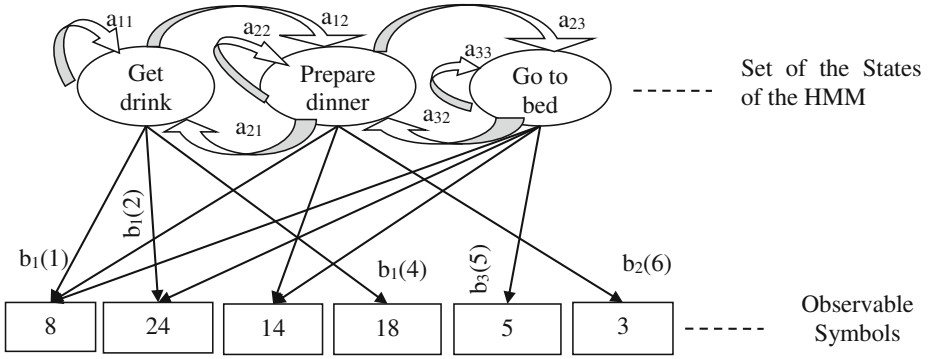 a11
a12
a22
a23
a33
Get
drink
Prepare
dinner
Go to
bed
Set of the States
of the HMM
a21
a32
b1(1)
b1(2)
b1(4)
b3(5)
b2(6)
8
24
14
18
5
3
Observable
Symbols